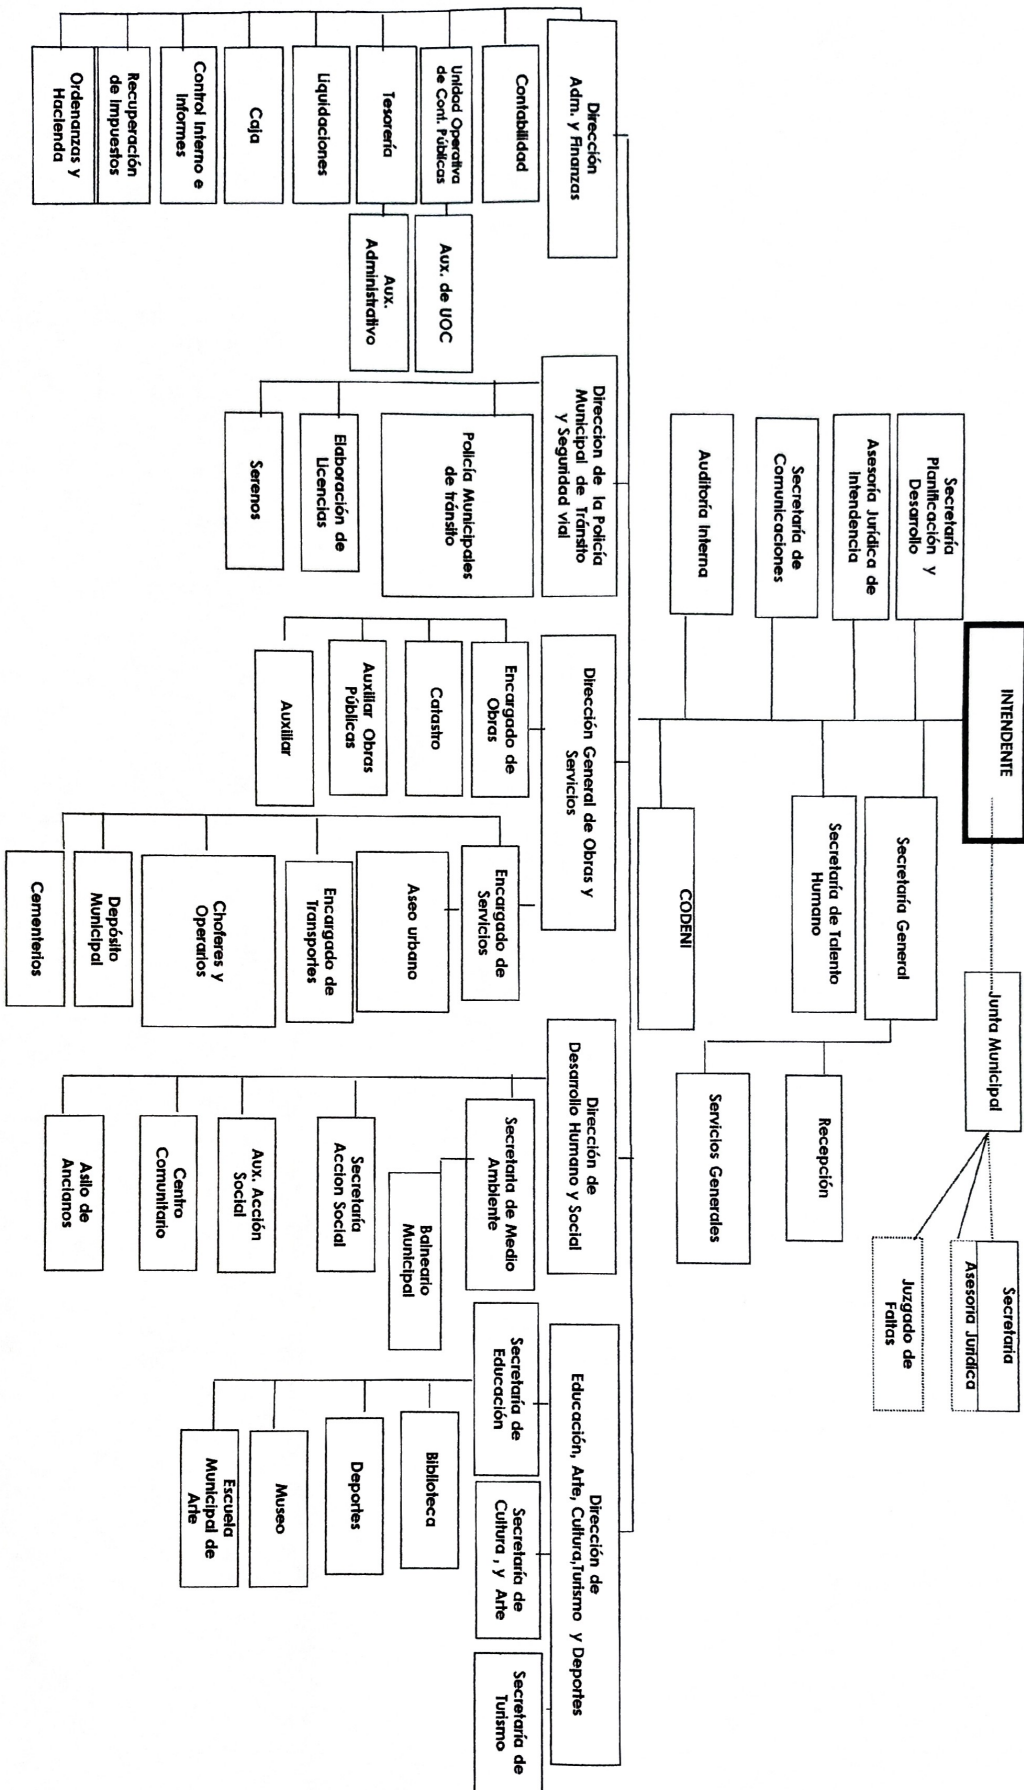 INTENDENTE
Junta Municipal
Secretaria
Asesoría Jurídica
Juzgado de
Faltas
Secretaría
Planificación y
Desarrollo
Asesoría Jurídica de
Intendencia
Secretaría de
Comunicaciones
Auditoría Interna
Secretaría General
Secretaría de Talento
Humano
CODENI
Recepción
Servicios Generales
Dirección
Adm. y Finanzas
Contabilidad
Unidad Operativa
de Cont. Públicas
Aux. de UOC
Tesorería
Aux.
Administrativo
Liquidaciones
Caja
Control Interno e
Informes
Recuperación
de Impuestos
Ordenanzas y
Hacienda
Direccion de la Policía
Municipal de Tránsito
y Seguridad vial
Policía Municipales
de tránsito
Elaboración de
Licencias
Serenos
Dirección General de Obras y
Servicios
Encargado de
Obras
Catastro
Auxiliar Obras
Públicas
Auxiliar
Encargado de
Servicios
Aseo urbano
Encargado de
Transportes
Choferes y
Operarios
Depósito
Municipal
Cementerios
Dirección de
Desarrollo Humano y Social
Secretaría de Medio
Ambiente
Balneario
Municipal
Secretaría
Accion Social
Aux. Acción
Social
Centro
Comunitario
Asilo de
Ancianos
Dirección de
Educación, Arte, Cultura,Turismo y Deportes
Secretaría de
Educación
Secretaría de
Cultura , y Arte
Secretaría de
Turismo
Biblioteca
Deportes
Museo
Escuela
Municipal de
Arte